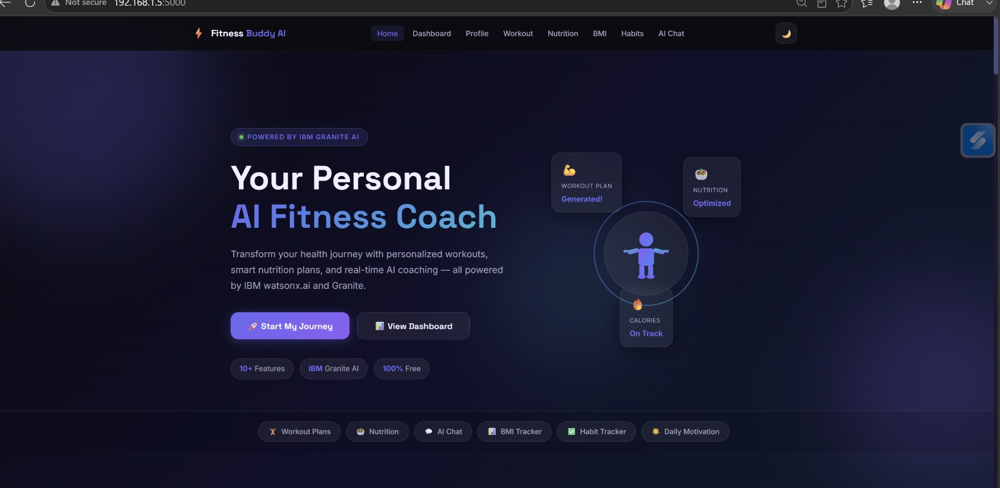 Not secure 192.168.1.5:5000
Chat
Fitness Buddy AI
Home Dashboard Profile Workout Nutrition BMI Habits AI Chat
POWERED BY IBM GRANITE AI
Your Personal
AI Fitness Coach
Transform your health journey with personalized workouts,
smart nutrition plans, and real-time AI coaching — all powered
by IBM watsonx.ai and Granite.
Start My Journey
View Dashboard
10+ Features
IBM Granite AI
100% Free
WORKOUT PLAN
Generated!
NUTRITION
Optimized
CALORIES
On Track
Workout Plans
Nutrition
AI Chat
BMI Tracker
Habit Tracker
Daily Motivation